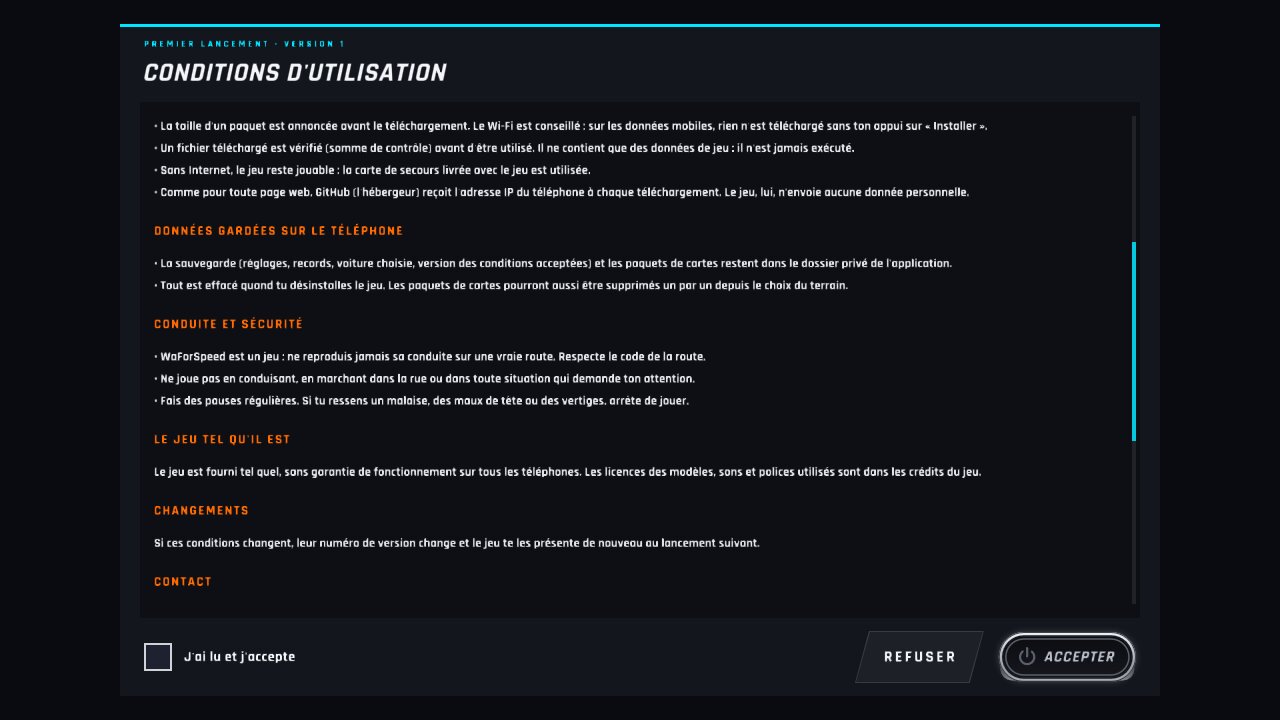 PREMIER LANCEMENT · VERSION 1
CONDITIONS D'UTILISATION
• La taille d'un paquet est annoncée avant le téléchargement. Le Wi-Fi est conseillé : sur les données mobiles, rien n'est téléchargé sans ton appui sur « Installer ».
• Un fichier téléchargé est vérifié (somme de contrôle) avant d'être utilisé. Il ne contient que des données de jeu : il n'est jamais exécuté.
• Sans Internet, le jeu reste jouable : la carte de secours livrée avec le jeu est utilisée.
• Comme pour toute page web, GitHub (l'hébergeur) reçoit l'adresse IP du téléphone à chaque téléchargement. Le jeu, lui, n'envoie aucune donnée personnelle.
DONNÉES GARDÉES SUR LE TÉLÉPHONE
• La sauvegarde (réglages, records, voiture choisie, version des conditions acceptées) et les paquets de cartes restent dans le dossier privé de l'application.
• Tout est effacé quand tu désinstalles le jeu. Les paquets de cartes pourront aussi être supprimés un par un depuis le choix du terrain.
CONDUITE ET SÉCURITÉ
• WaForSpeed est un jeu : ne reproduis jamais sa conduite sur une vraie route. Respecte le code de la route.
• Ne joue pas en conduisant, en marchant dans la rue ou dans toute situation qui demande ton attention.
• Fais des pauses régulières. Si tu ressens un malaise, des maux de tête ou des vertiges, arrête de jouer.
LE JEU TEL QU'IL EST
Le jeu est fourni tel quel, sans garantie de fonctionnement sur tous les téléphones. Les licences des modèles, sons et polices utilisés sont dans les crédits du jeu.
CHANGEMENTS
Si ces conditions changent, leur numéro de version change et le jeu te les présente de nouveau au lancement suivant.
CONTACT
J'ai lu et j'accepte
REFUSER
ACCEPTER